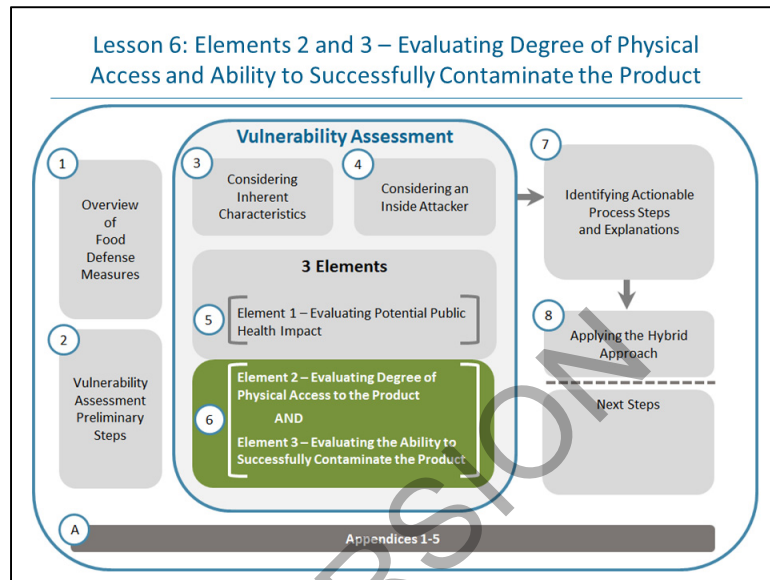 Lesson 6: Elements 2 and 3 – Evaluating Degree of Physical
Access and Ability to Successfully Contaminate the Product
Vulnerability Assessment
1
Overview
of
Food
Defense
Measures
2
Vulnerability
Assessment
Preliminary
Steps
3
Considering
Inherent
Characteristics
4
Considering an
Inside Attacker
3 Elements
5
Element 1 – Evaluating Potential Public
Health Impact
6
Element 2 – Evaluating Degree of
Physical Access to the Product
AND
Element 3 – Evaluating the Ability to
Successfully Contaminate the Product
7
Identifying Actionable
Process Steps
and Explanations
8
Applying the Hybrid
Approach
Next Steps
A
Appendices 1-5
RSION